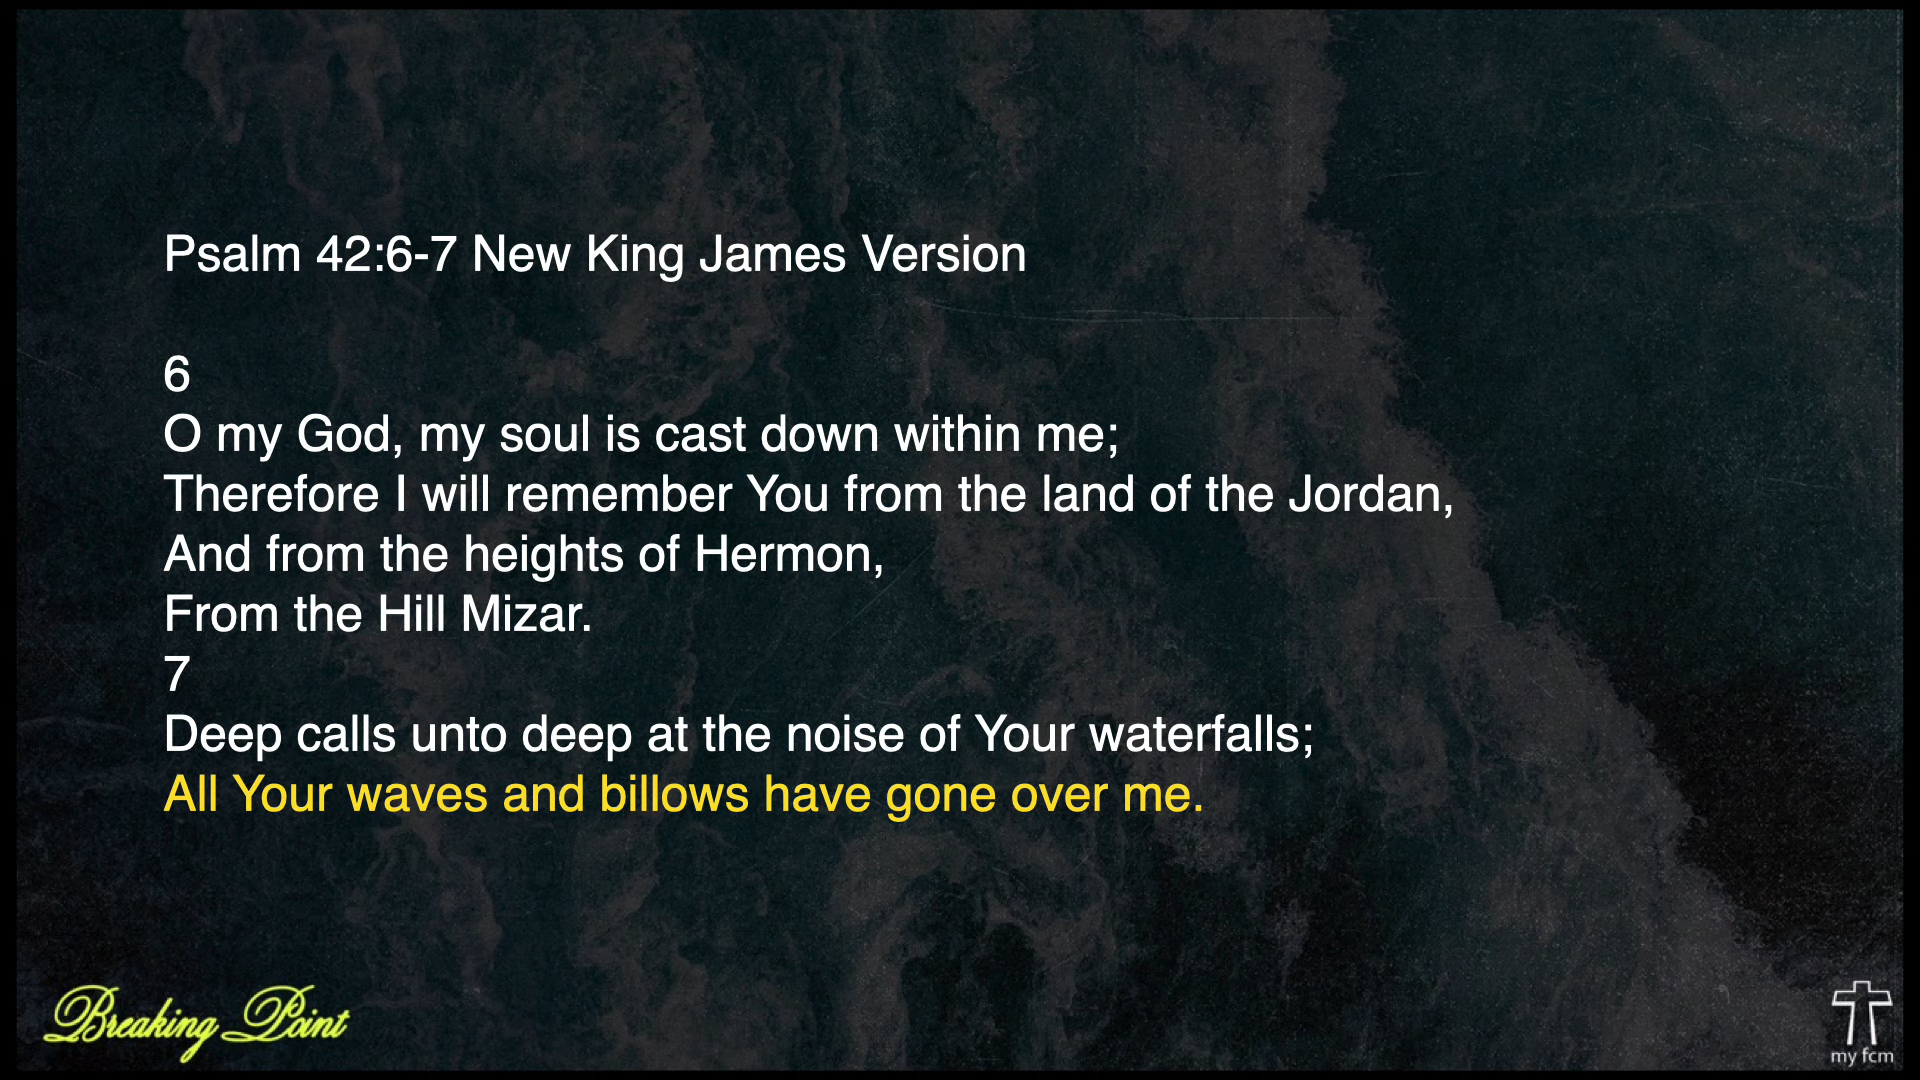 Psalm 42:6-7 New King James Version
6
O my God, my soul is cast down within me;
Therefore I will remember You from the land of the Jordan,
And from the heights of Hermon,
From the Hill Mizar.
7
Deep calls unto deep at the noise of Your waterfalls;
All Your waves and billows have gone over me.
Breaking Point
my fcm